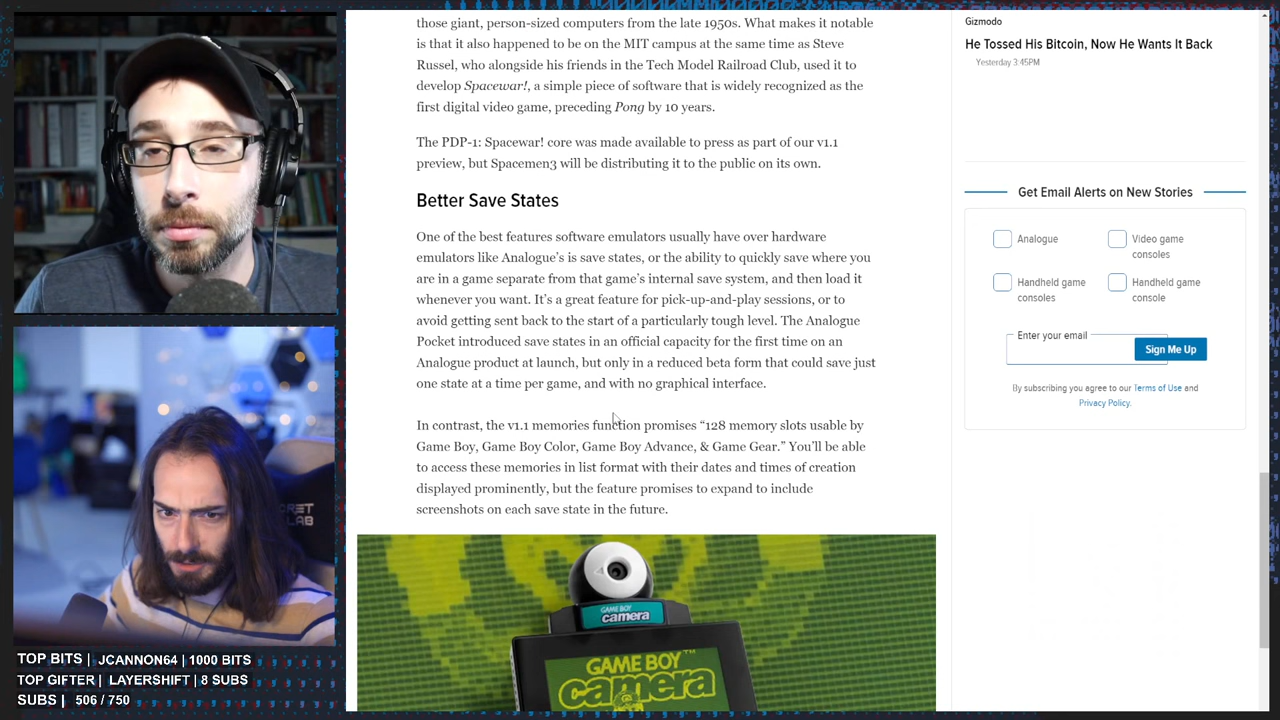 those giant, person-sized computers from the late 1950s. What makes it notable
is that it also happened to be on the MIT campus at the same time as Steve
Russel, who alongside his friends in the Tech Model Railroad Club, used it to
develop Spacewar!, a simple piece of software that is widely recognized as the
first digital video game, preceding Pong by 10 years.
The PDP-1: Spacewar! core was made available to press as part of our v1.1
preview, but Spacemen3 will be distributing it to the public on its own.
Better Save States
One of the best features software emulators usually have over hardware
emulators like Analogue's is save states, or the ability to quickly save where you
are in a game separate from that game's internal save system, and then load it
whenever you want. It's a great feature for pick-up-and-play sessions, or to
avoid getting sent back to the start of a particularly tough level. The Analogue
Pocket introduced save states in an official capacity for the first time on an
Analogue product at launch, but only in a reduced beta form that could save just
one state at a time per game, and with no graphical interface.
In contrast, the v1.1 memories function promises “128 memory slots usable by
Game Boy, Game Boy Color, Game Boy Advance, & Game Gear.” You'll be able
to access these memories in list format with their dates and times of creation
displayed prominently, but the feature promises to expand to include
screenshots on each save state in the future.
GAME BOY
camera
GAME BOY™
camera
Gizmodo
He Tossed His Bitcoin, Now He Wants It Back
Yesterday 3:45PM
Get Email Alerts on New Stories
Analogue
Video game
consoles
Handheld game
consoles
Handheld game
console
Enter your email
Sign Me Up
By subscribing you agree to our Terms of Use and
Privacy Policy.
TOP BITS | JCANNON64 | 1000 BITS
TOP GIFTER | LAYERSHIFT | 8 SUBS
SUBS | 506 / 750